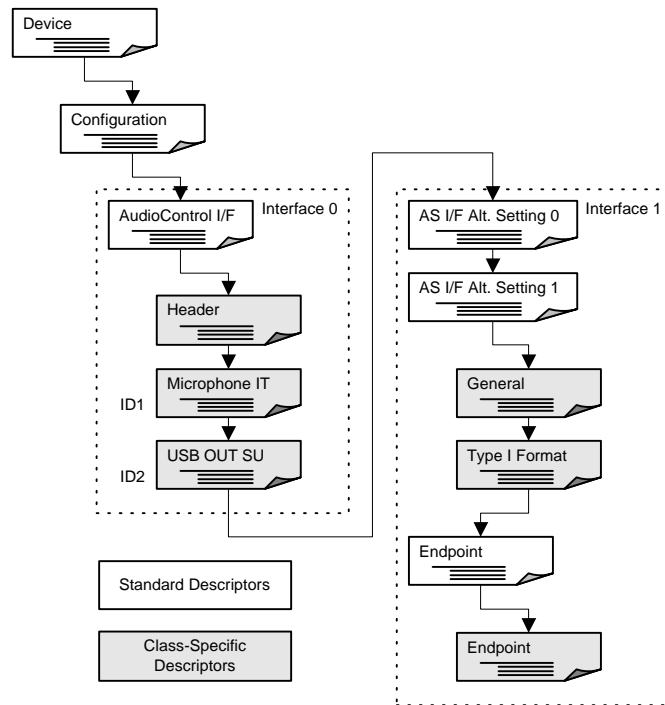 Device
Configuration
AudioControl I/F
Interface 0
Header
Microphone IT
ID1
USB OUT SU
ID2
AS I/F Alt. Setting 0
Interface 1
AS I/F Alt. Setting 1
General
Type I Format
Endpoint
Endpoint
Standard Descriptors
Class-Specific
Descriptors